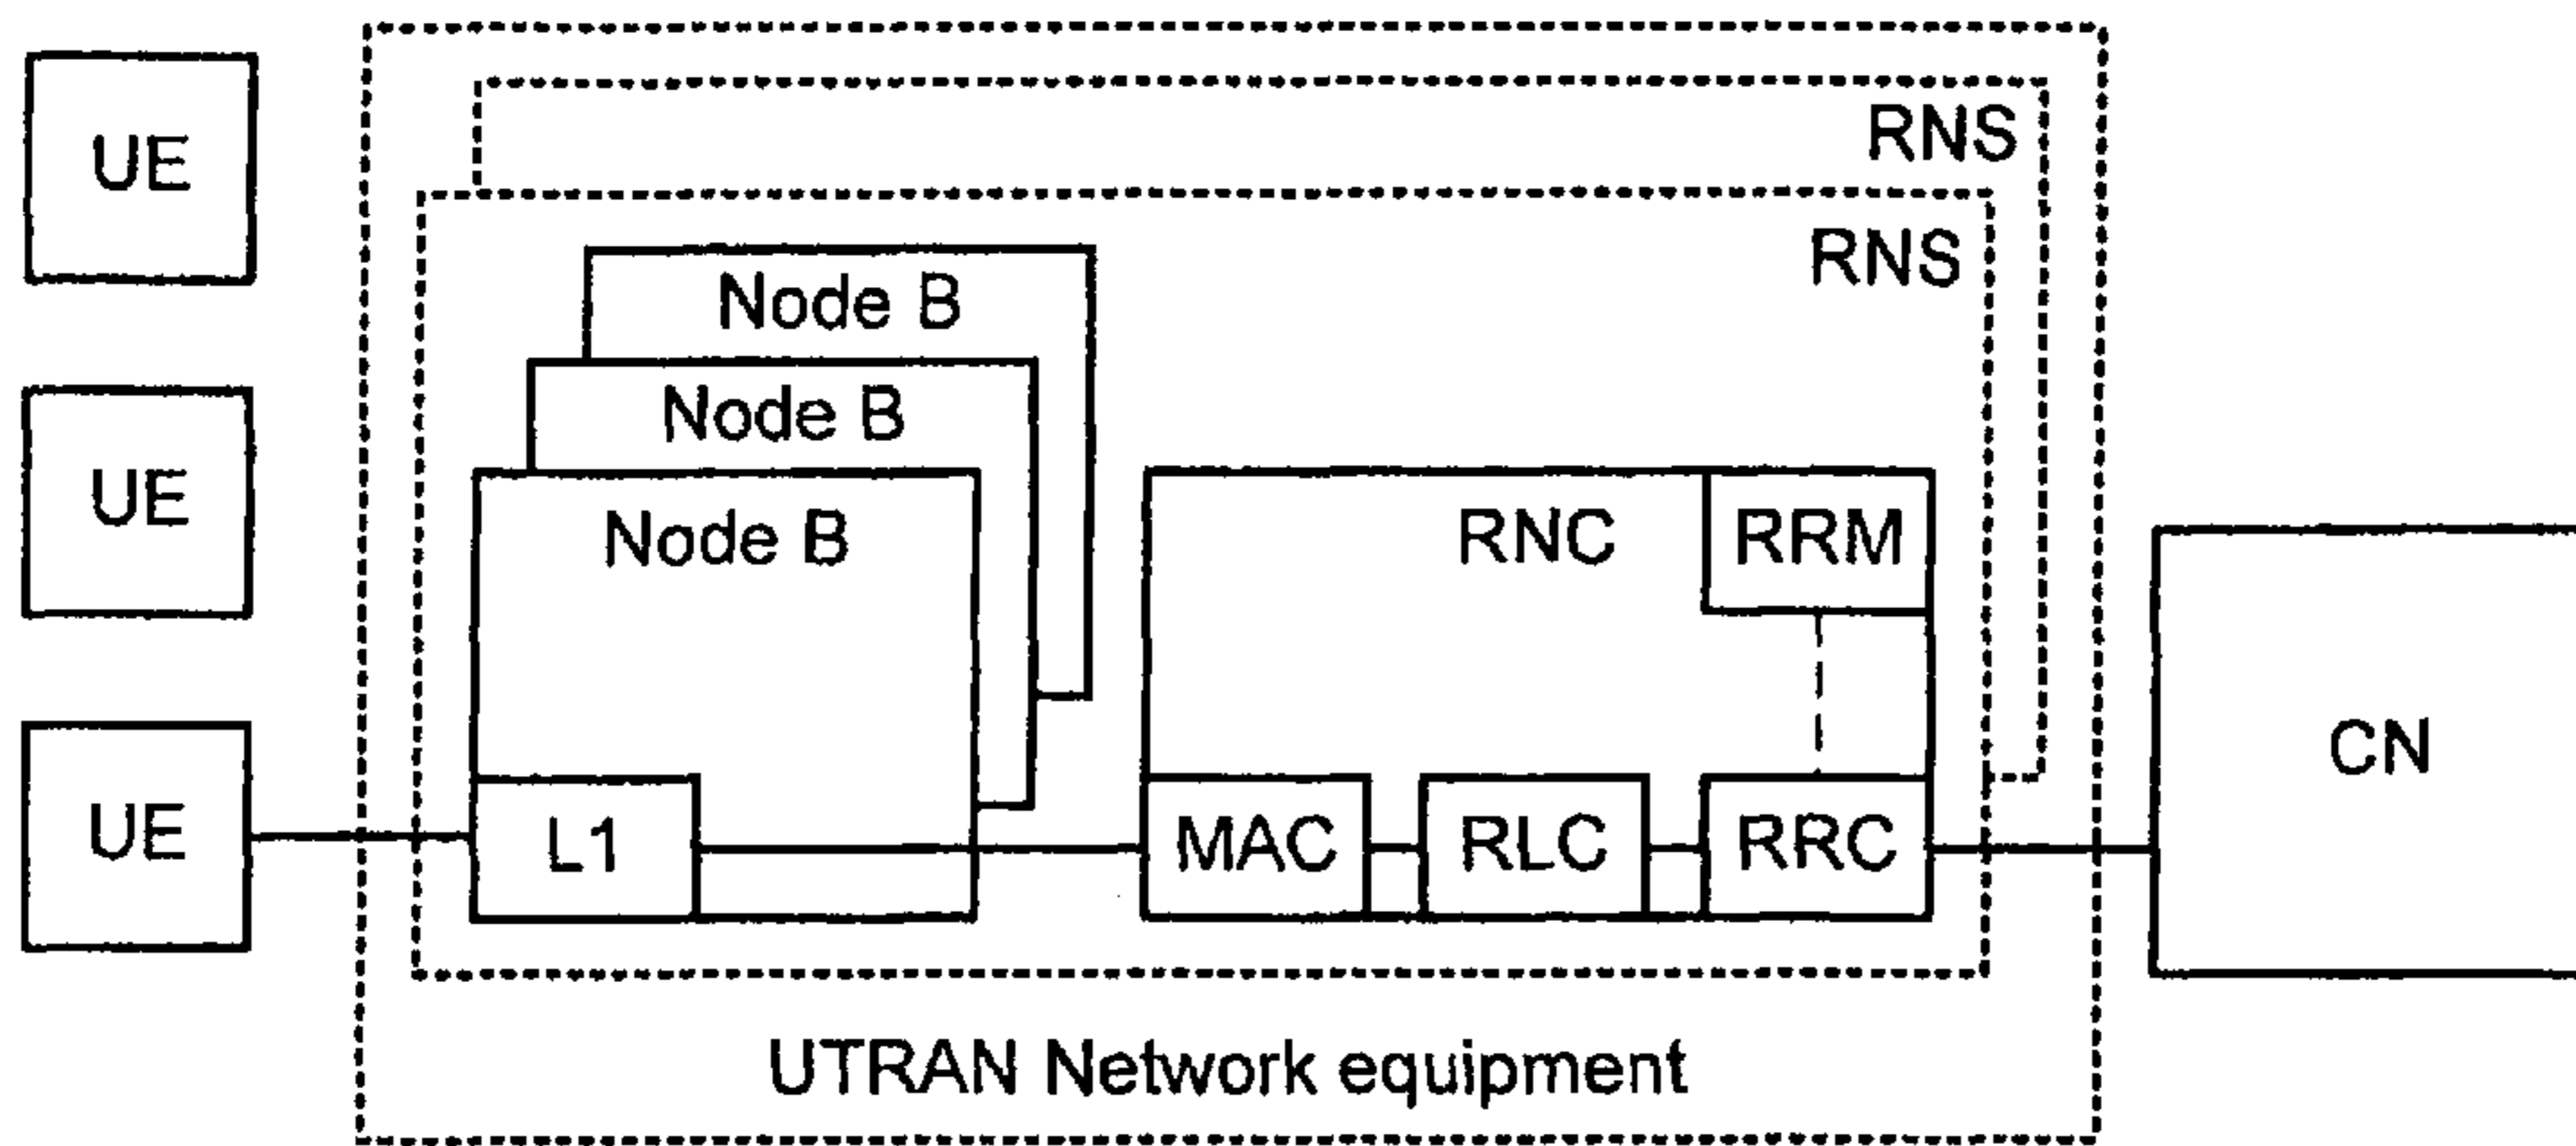 UE
RNS
RNS
Node B
Node B
UE
Node B
RNC
RRM
CN
UE
L1
MAC
RLC
RRC
UTRAN Network equipment